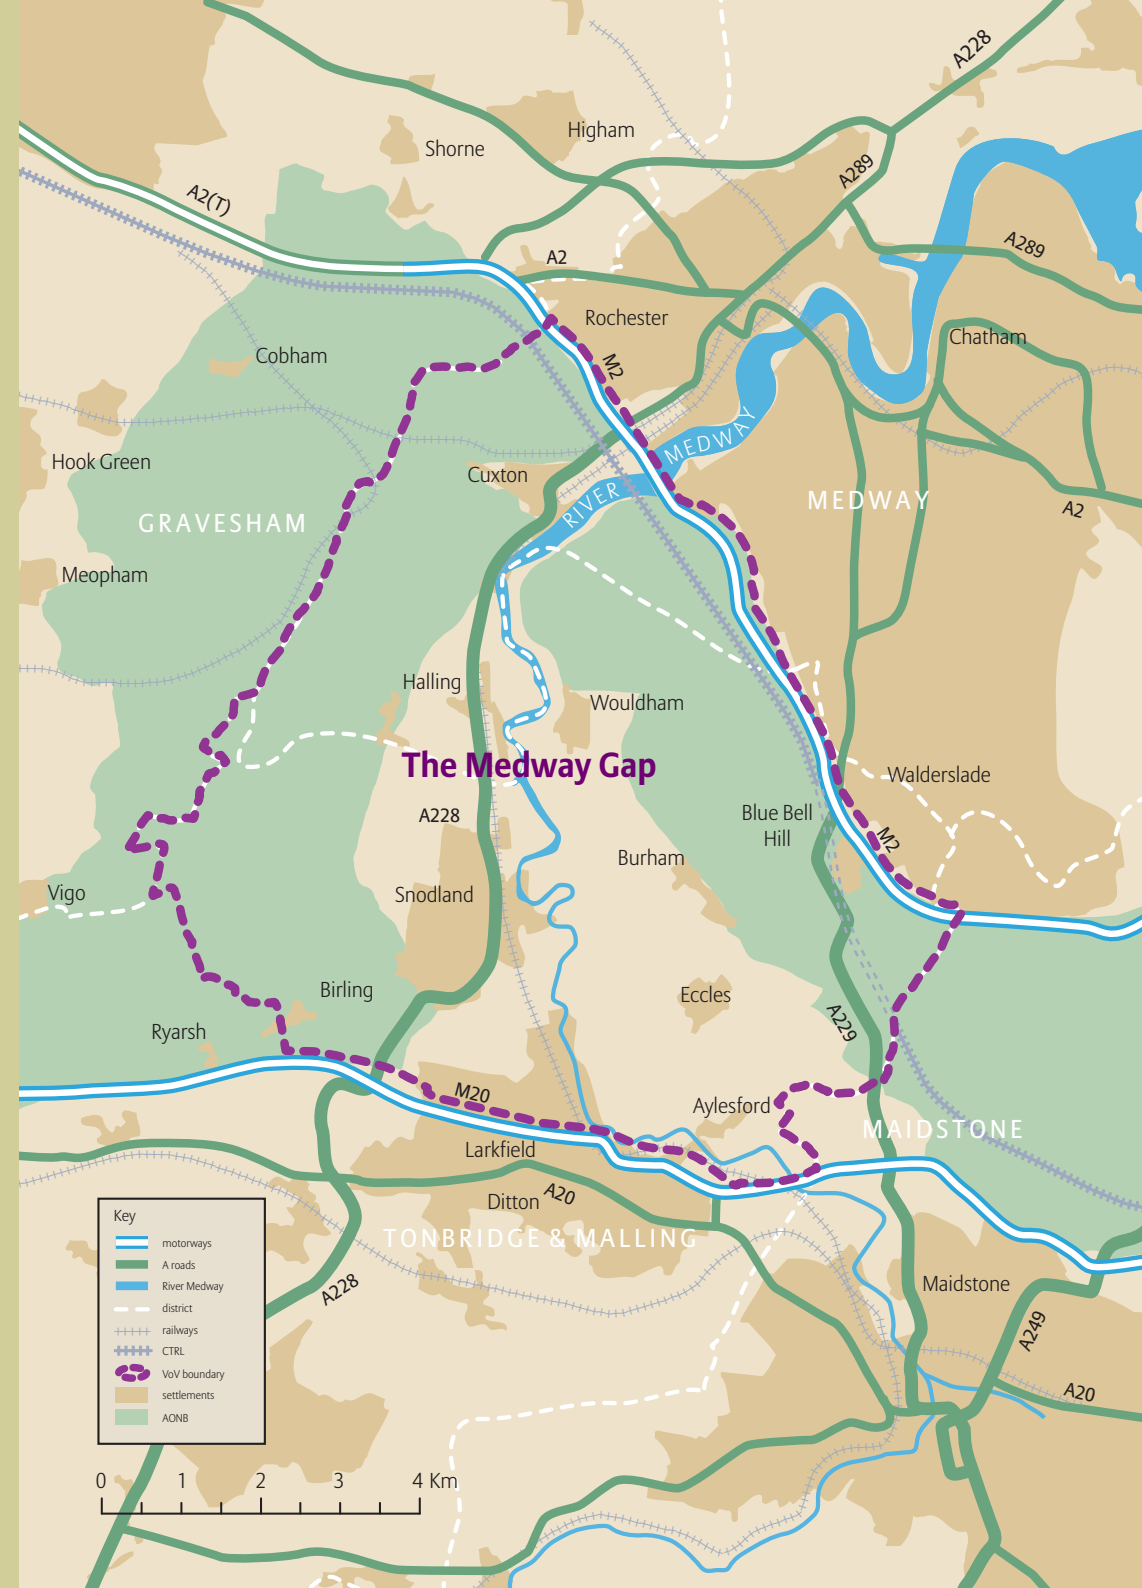 A228
Higham
Shorne
A289
A2(T)
A289
A2
Rochester
Chatham
Cobham
M2
MEDWAY
Hook Green
Cuxton
RIVER
MEDWAY
A2
GRAVESHAM
Meopham
Halling
Wouldham
The Medway Gap
Walderslade
A228
Blue Bell
Hill
M2
Burham
Vigo
Snodland
Birling
Eccles
Ryarsh
A229
M20
Aylesford
MAIDSTONE
Larkfield
Ditton
A20
TONBRIDGE & MALLING
A228
Maidstone
A249
A20
Key
motorways
A roads
River Medway
district
railways
CTRL
VoV boundary
settlements
AONB
0 1 2 3 4 Km